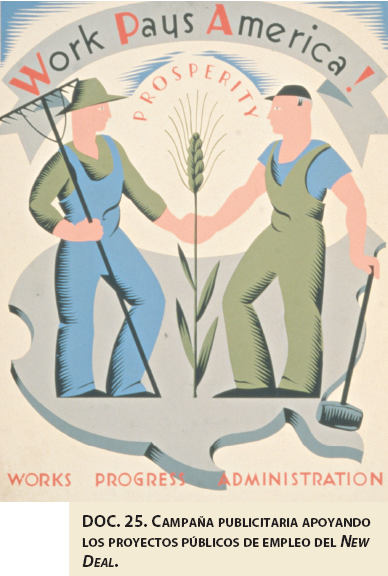 Work Pays America!
PROSPERITY
WORKS PROGRESS ADMINISTRATION
DOC. 25. CAMPAÑA PUBLICITARIA APOYANDO
LOS PROYECTOS PÚBLICOS DE EMPLEO DEL NEW
DEAL.